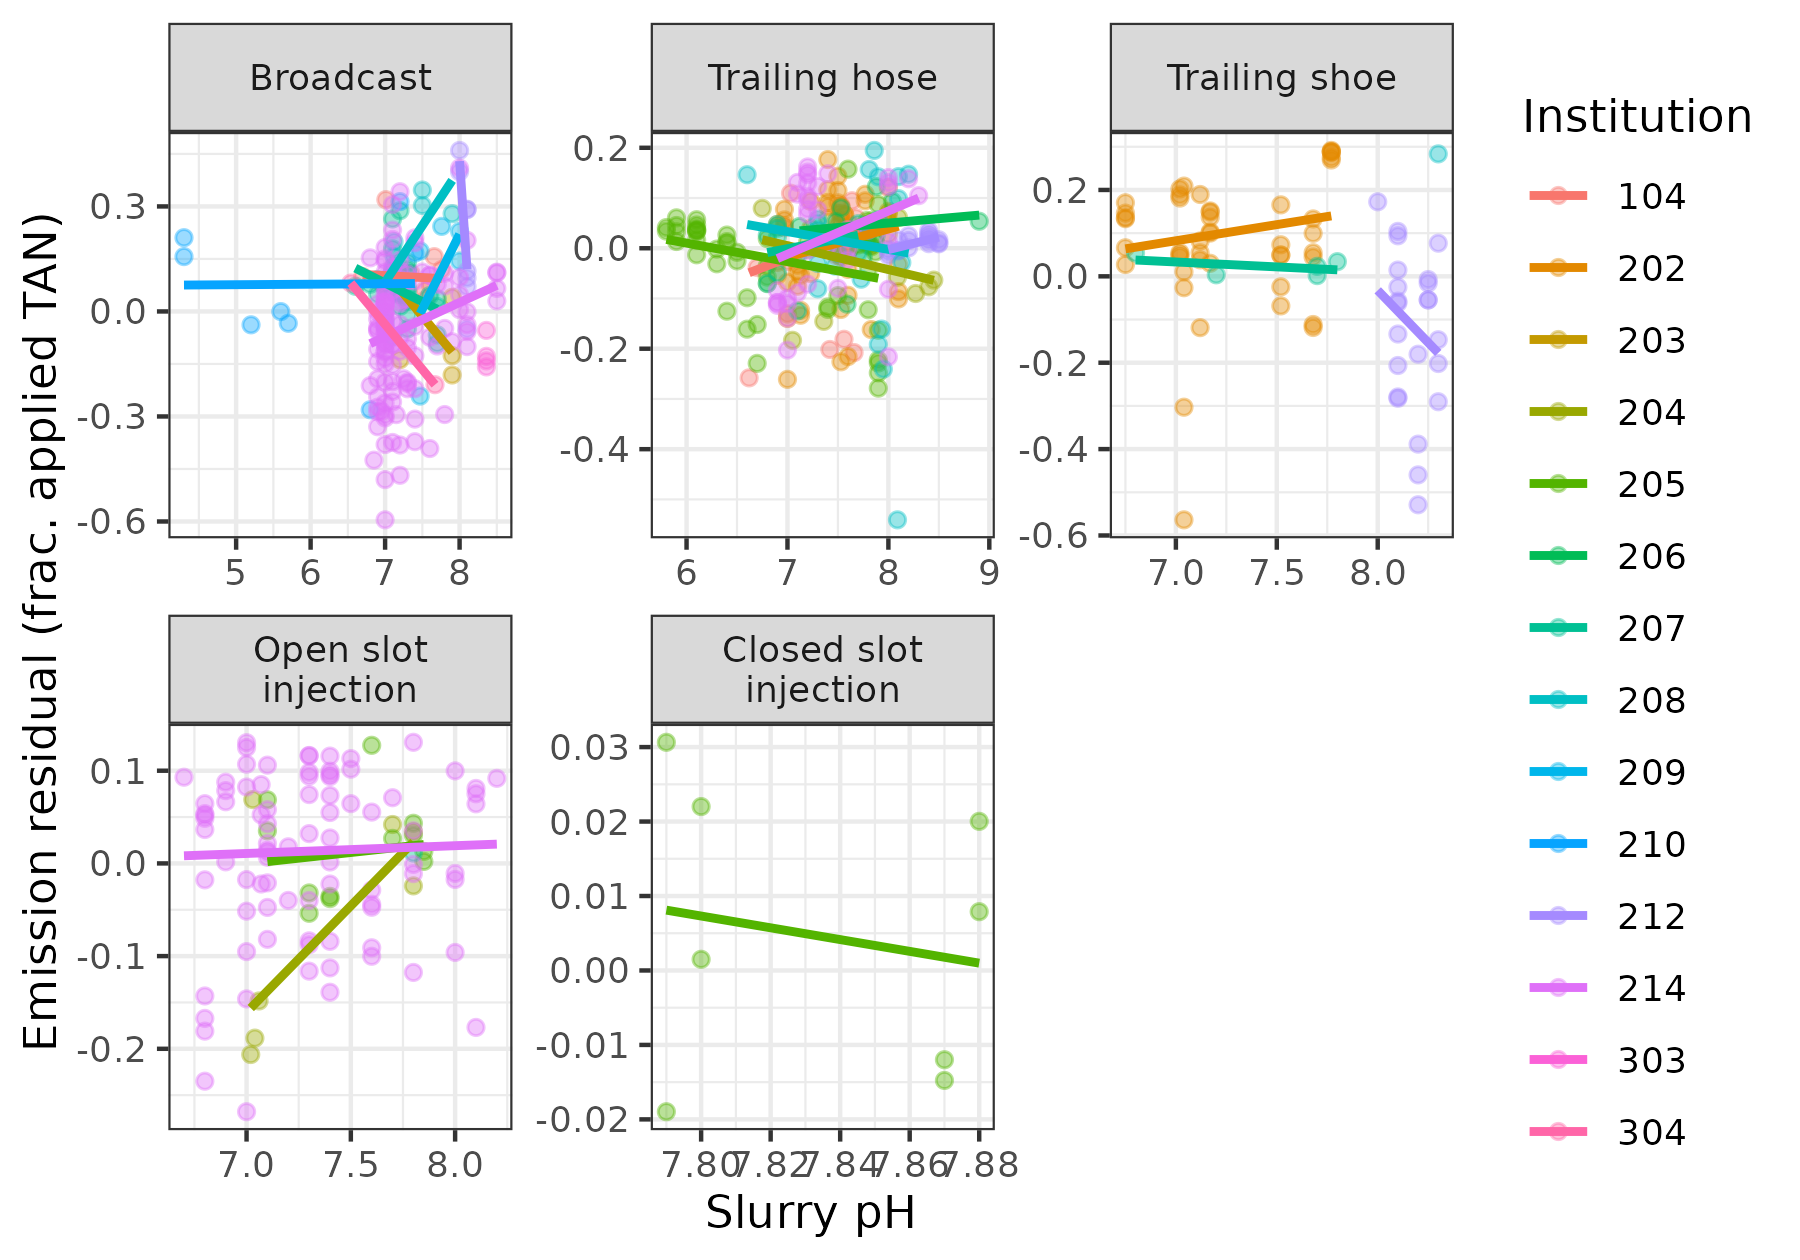 Broadcast
Trailing hose
Trailing shoe
Institution
104
202
203
204
205
206
207
208
209
210
212
214
303
304
Emission residual (frac. applied TAN)
0.3
0.0
-0.3
-0.6
5 6 7 8
0.2
0.0
-0.2
-0.4
6 7 8 9
0.2
0.0
-0.2
-0.4
-0.6
7.0 7.5 8.0
Open slot
injection
Closed slot
injection
0.1
0.0
-0.1
-0.2
7.0 7.5 8.0
0.03
0.02
0.01
0.00
-0.01
-0.02
7.80 7.82 7.84 7.86 7.88
Slurry pH